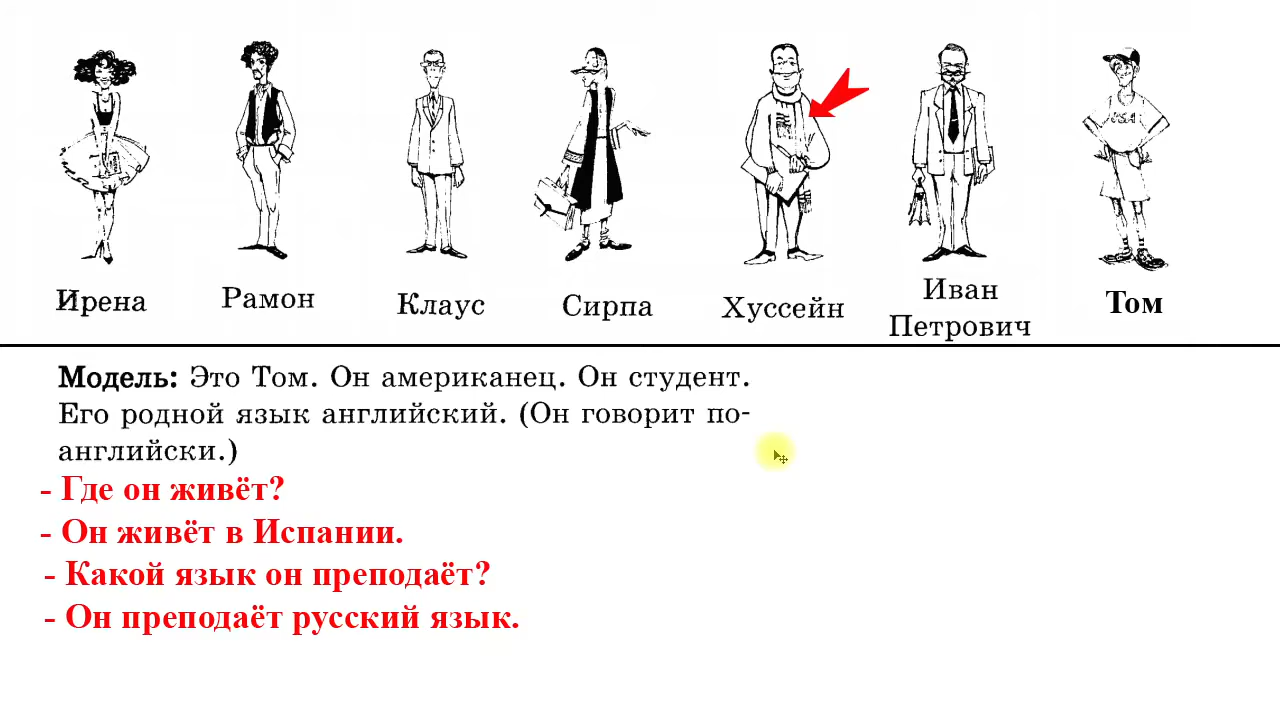 USA
Ирена
Рамон
Клаус
Сирпа
Хуссейн
Иван
Петрович
Том
Модель: Это Том. Он американец. Он студент.
Его родной язык английский. (Он говорит по-
английски.)
- Где он живёт?
- Он живёт в Испании.
- Какой язык он преподаёт?
- Он преподаёт русский язык.